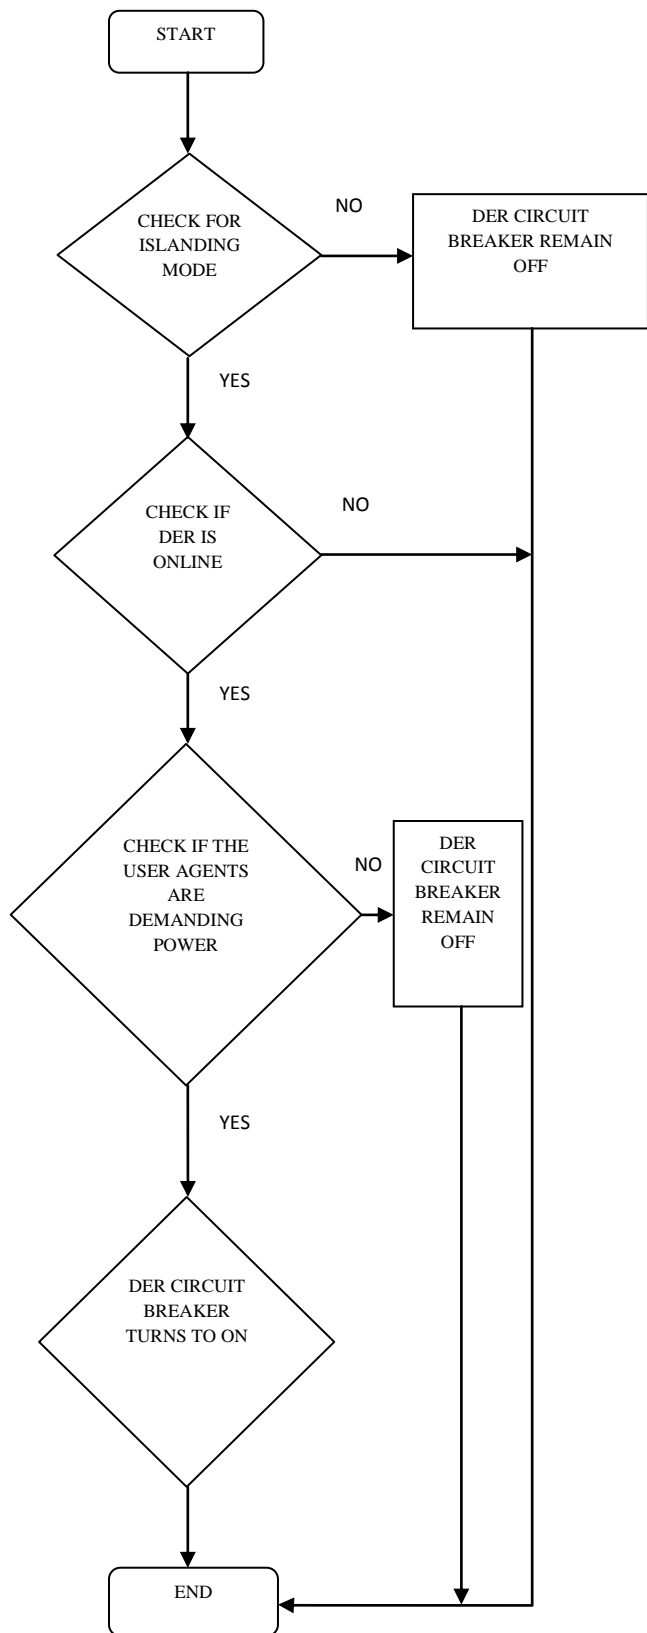 START
CHECK FOR
ISLANDING
MODE
NO
DER CIRCUIT
BREAKER REMAIN
OFF
YES
CHECK IF
DER IS
ONLINE
NO
YES
CHECK IF THE
USER AGENTS
ARE
DEMANDING
POWER
NO
DER
CIRCUIT
BREAKER
REMAIN
OFF
YES
DER CIRCUIT
BREAKER
TURNS TO ON
END